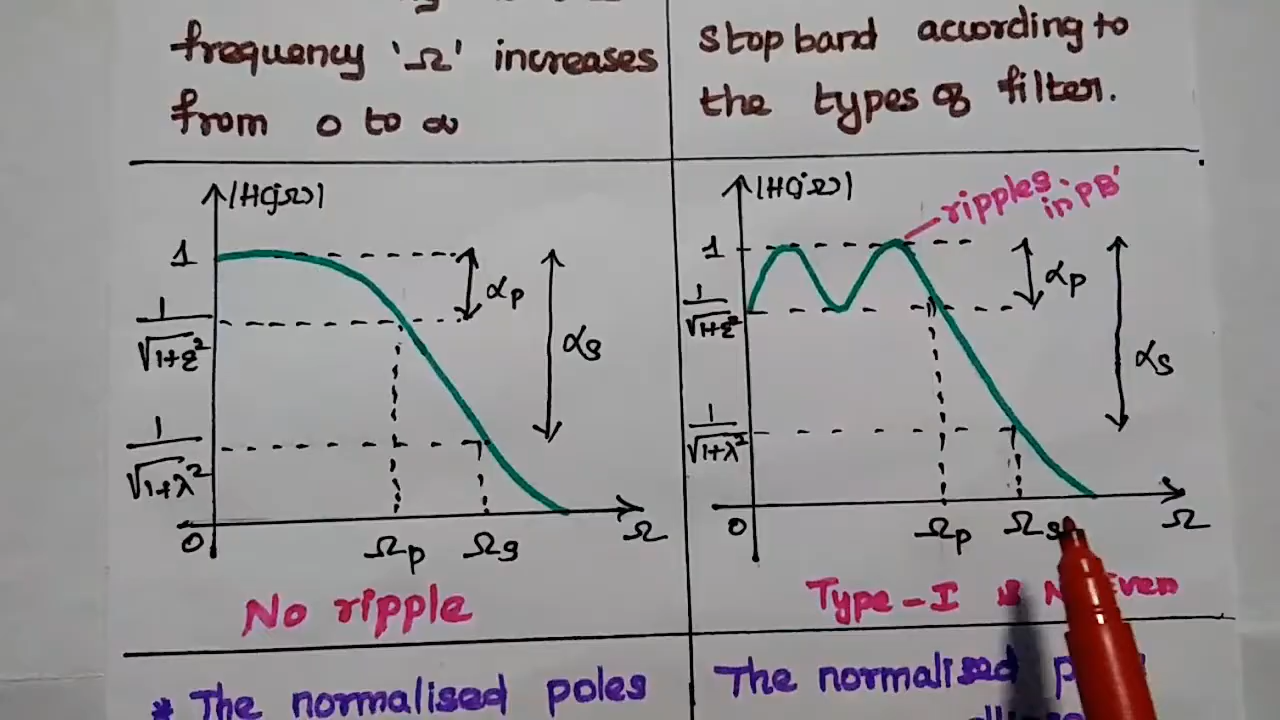 frequency 'Ω' increases
from 0 to ∞
stop band according to
the types of filter.
|H(jΩ)|
1
1/√1+ε²
1/√1+λ²
αp
αs
0
Ωp
Ωs
Ω
No ripple
|H(jΩ)|
ripples
in 'PB'
1
1/√1+ε²
1/√1+λ²
αp
αs
0
Ωp
Ωs
Ω
Type-I
Even
* The normalised poles
The normalised